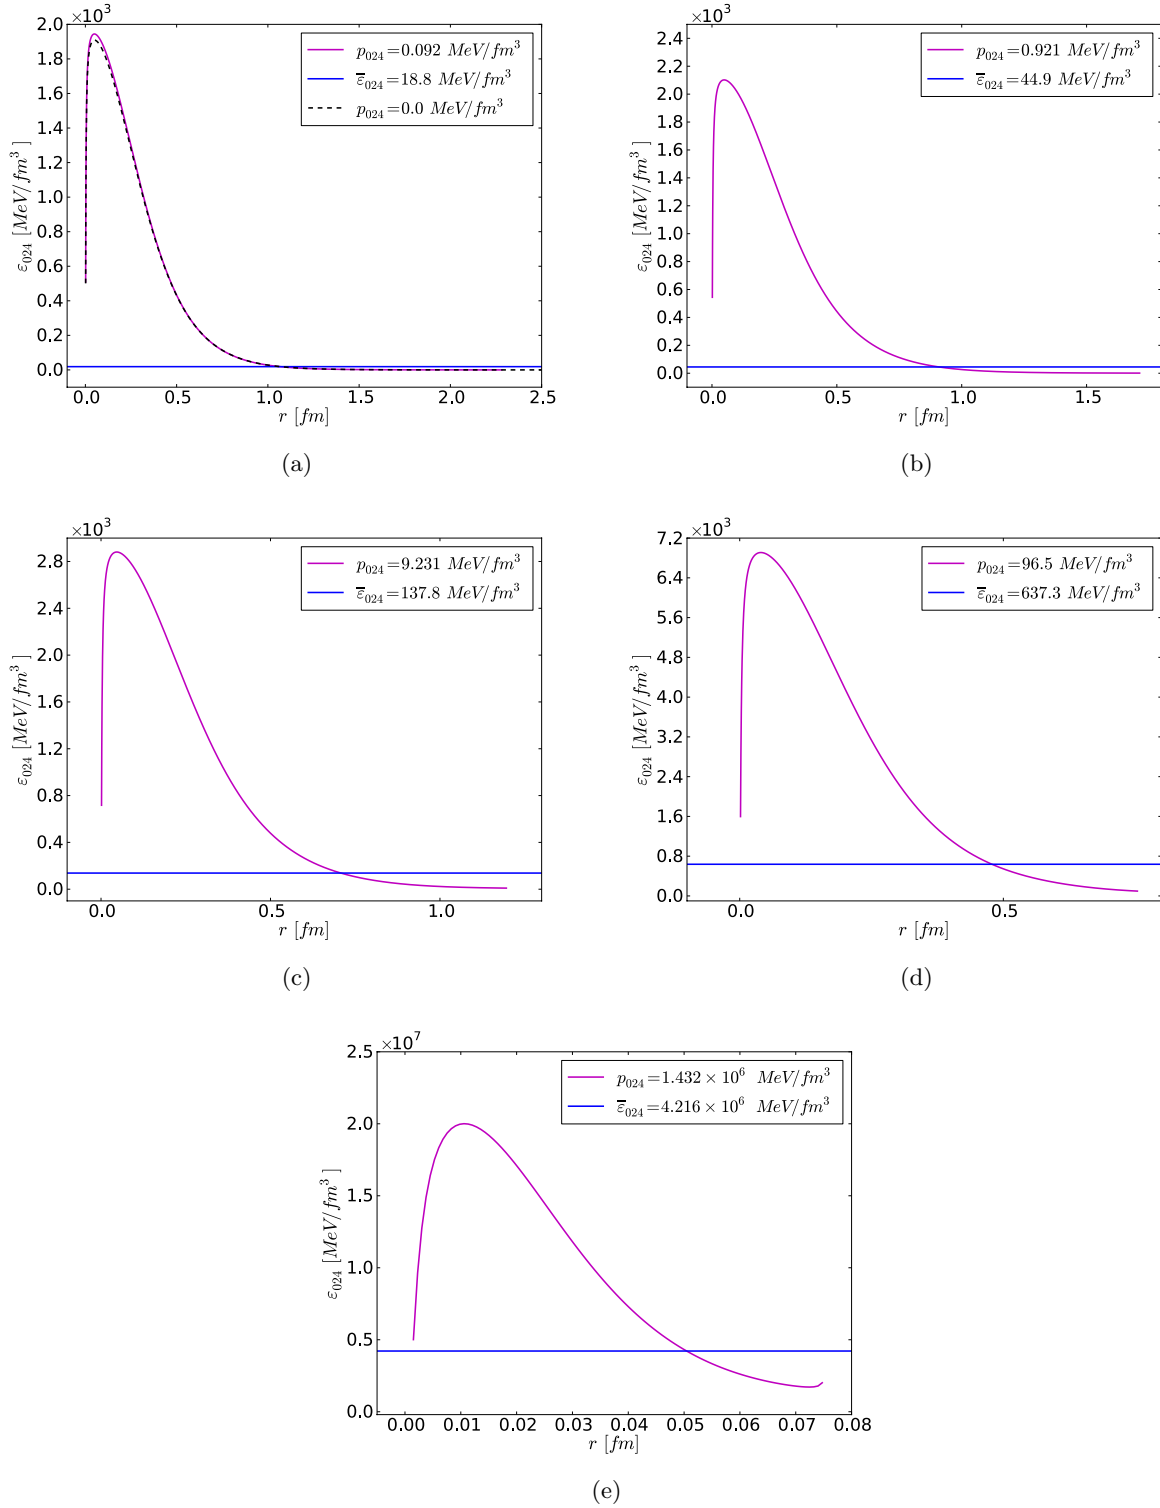 ×10³
2.0
1.8
1.6
1.4
1.2
1.0
0.8
0.6
0.4
0.2
0.0
ε₀₂₄ [MeV/fm³]
p₀₂₄=0.092 MeV/fm³
ε̅₀₂₄=18.8 MeV/fm³
p₀₂₄=0.0 MeV/fm³
0.0 0.5 1.0 1.5 2.0 2.5
r [fm]
(a)
×10³
2.4
2.2
2.0
1.8
1.6
1.4
1.2
1.0
0.8
0.6
0.4
0.2
0.0
ε₀₂₄ [MeV/fm³]
p₀₂₄=0.921 MeV/fm³
ε̅₀₂₄=44.9 MeV/fm³
0.0 0.5 1.0 1.5
r [fm]
(b)
×10³
2.8
2.4
2.0
1.6
1.2
0.8
0.4
0.0
ε₀₂₄ [MeV/fm³]
p₀₂₄=9.231 MeV/fm³
ε̅₀₂₄=137.8 MeV/fm³
0.0 0.5 1.0
r [fm]
(c)
×10³
7.2
6.4
5.6
4.8
4.0
3.2
2.4
1.6
0.8
0.0
ε₀₂₄ [MeV/fm³]
p₀₂₄=96.5 MeV/fm³
ε̅₀₂₄=637.3 MeV/fm³
0.0 0.5
r [fm]
(d)
×10⁷
2.5
2.0
1.5
1.0
0.5
0.0
ε₀₂₄ [MeV/fm³]
p₀₂₄=1.432×10⁶ MeV/fm³
ε̅₀₂₄=4.216×10⁶ MeV/fm³
0.00 0.01 0.02 0.03 0.04 0.05 0.06 0.07 0.08
r [fm]
(e)